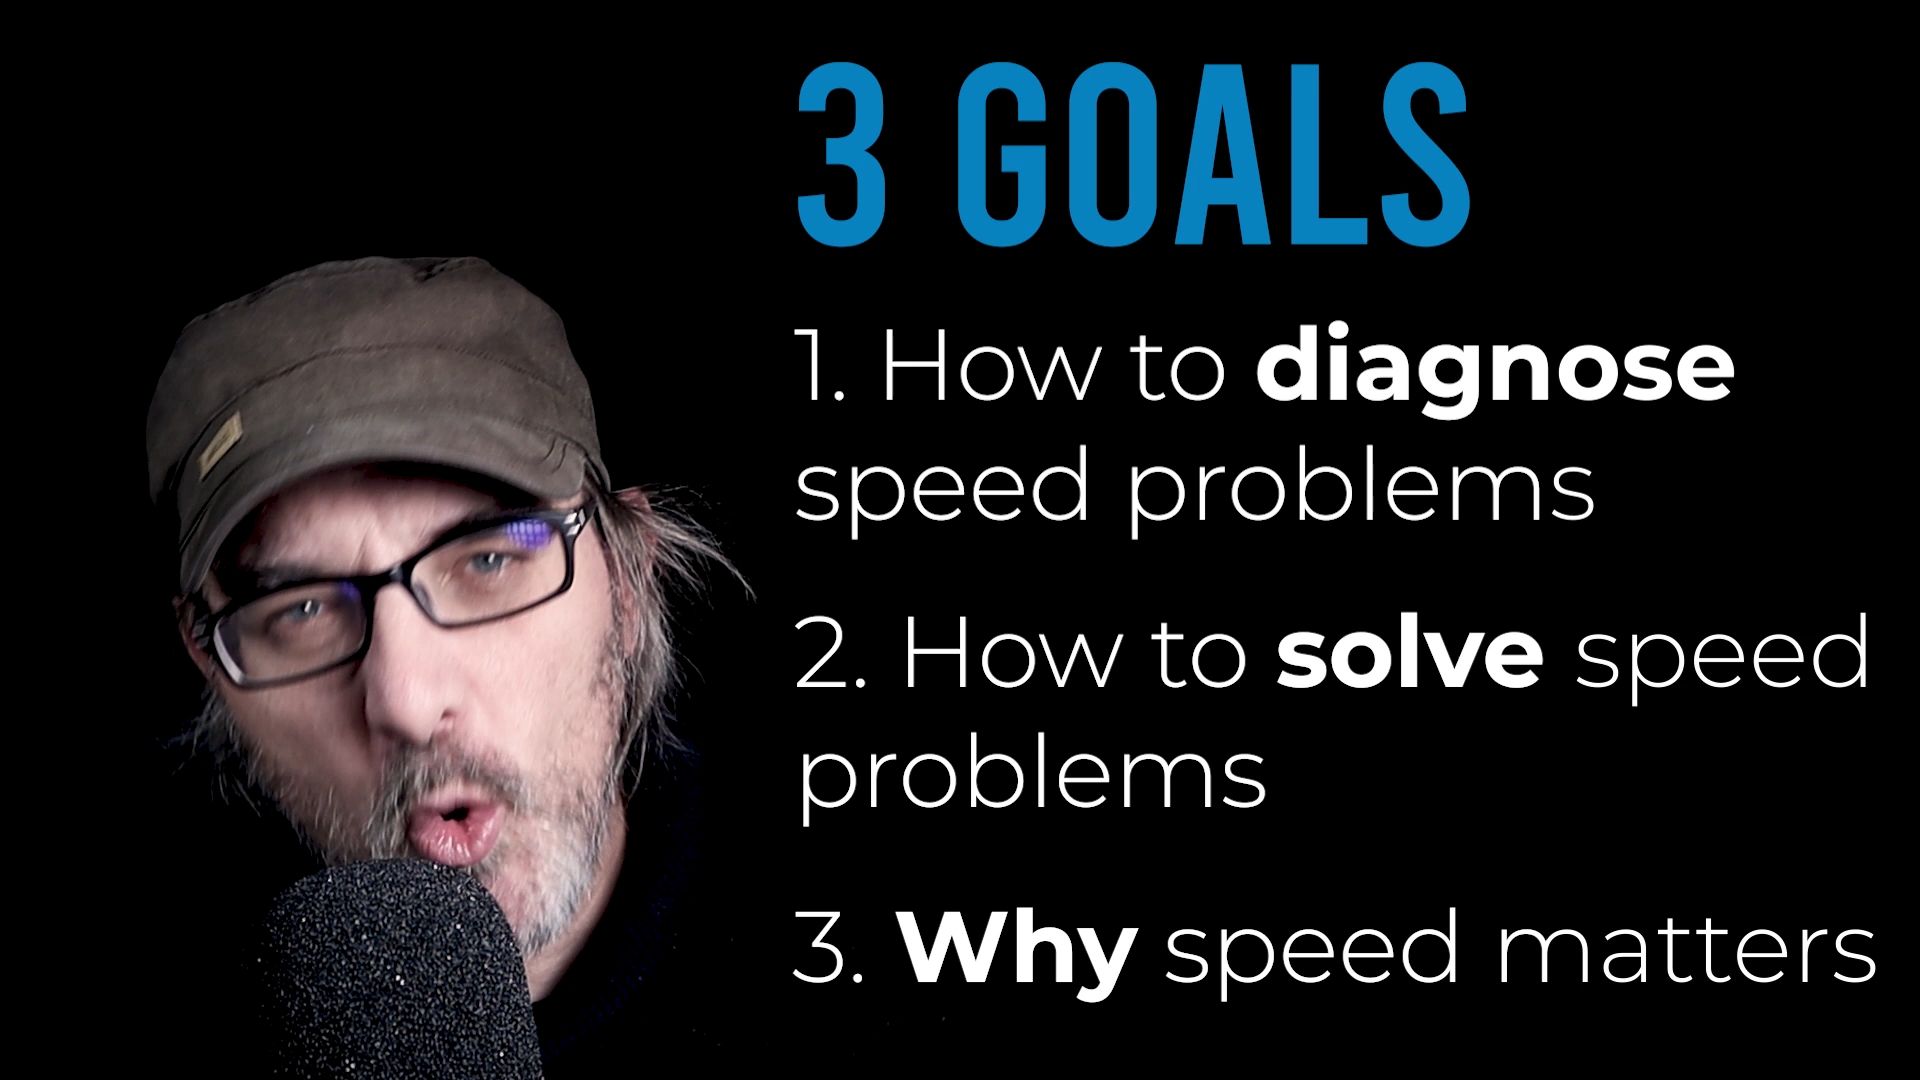 3 GOALS
1. How to diagnose
speed problems
2. How to solve speed
problems
3. Why speed matters